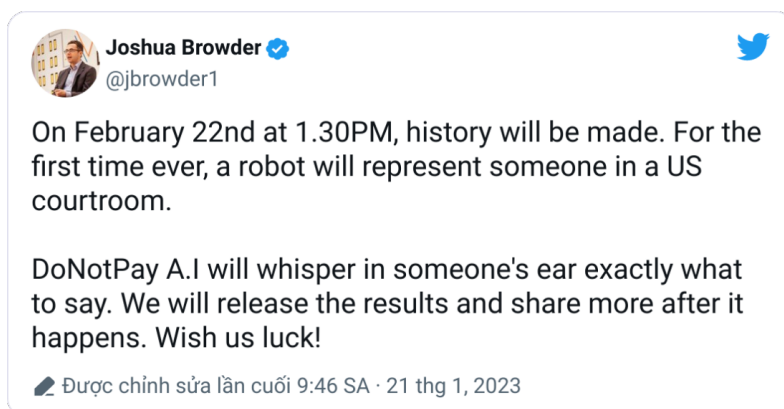 Joshua Browder
@jbrowder1
On February 22nd at 1.30PM, history will be made. For the
first time ever, a robot will represent someone in a US
courtroom.
DoNotPay A.I will whisper in someone's ear exactly what
to say. We will release the results and share more after it
happens. Wish us luck!
Được chỉnh sửa lần cuối 9:46 SA · 21 thg 1, 2023